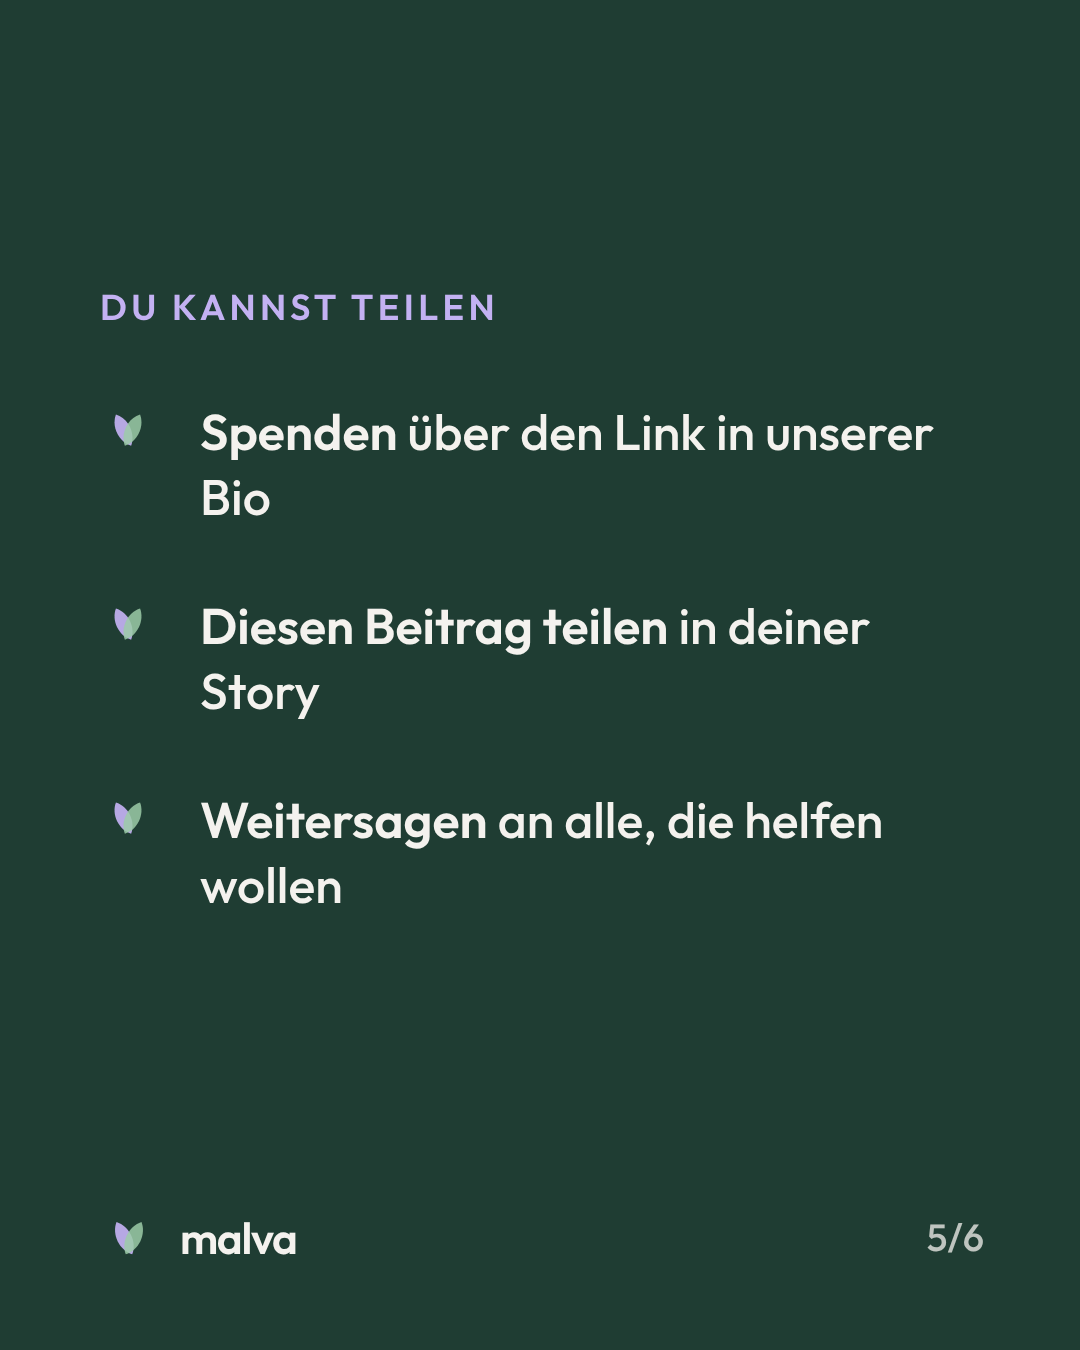 DU KANNST TEILEN
Spenden über den Link in unserer
Bio
Diesen Beitrag teilen in deiner
Story
Weitersagen an alle, die helfen
wollen
malva
5/6